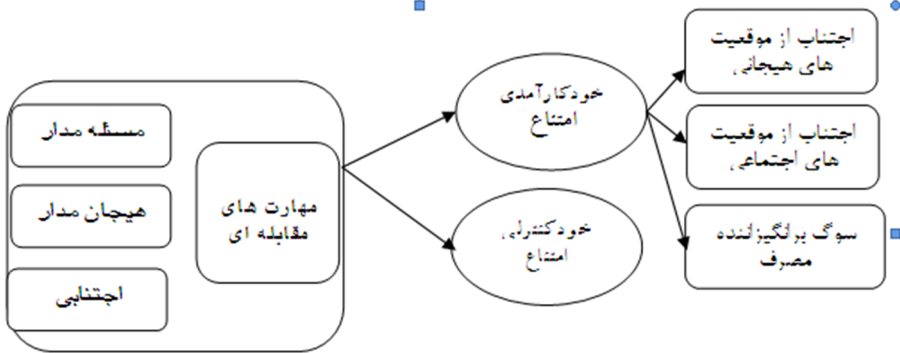 اجتناب از موقعیت
های هیجانی
خودکارآمدی
امتناع
مسئله مدار
اجتناب از موقعیت
های اجتماعی
هیجان مدار
مهارت های
مقابله ای
خودکنترلی
امتناع
سوگ برانگیزاننده
مصرف
اجتنابی